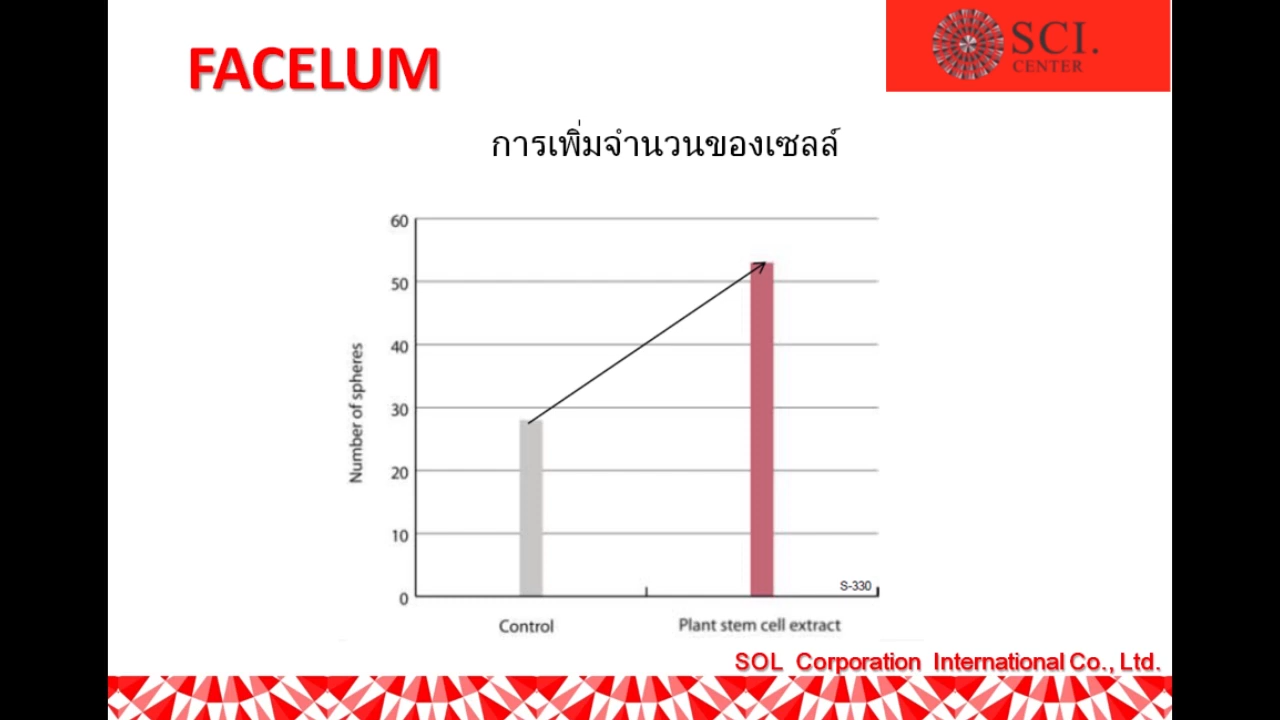 FACELUM
SCI.
CENTER
การเพิ่มจำนวนของเซลล์
60
50
40
30
20
10
0
Number of spheres
S-330
Control
Plant stem cell extract
SOL Corporation International Co., Ltd.